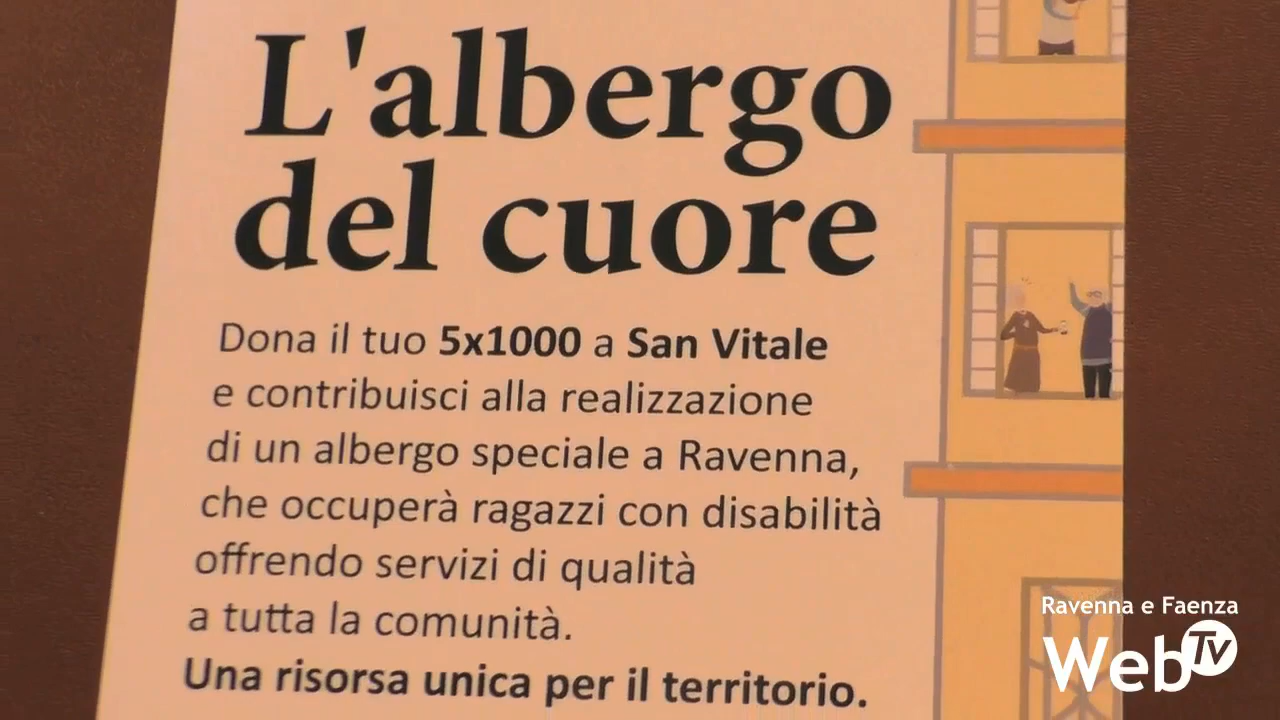 L'albergo
del cuore
Dona il tuo 5x1000 a San Vitale
e contribuisci alla realizzazione
di un albergo speciale a Ravenna,
che occuperà ragazzi con disabilità
offrendo servizi di qualità
a tutta la comunità.
Una risorsa unica per il territorio.
Ravenna e Faenza
WebTv